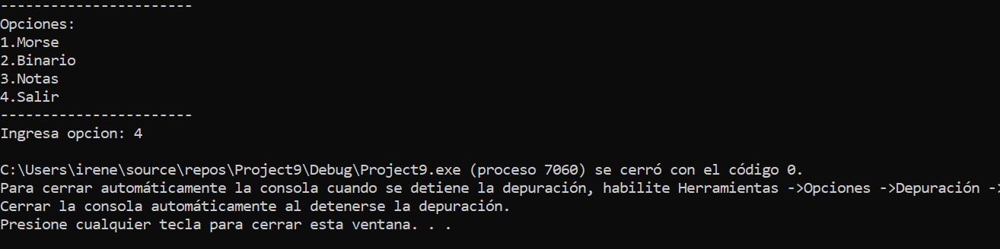 -----------------------
Opciones:
1.Morse
2.Binario
3.Notas
4.Salir
-----------------------
Ingresa opcion: 4
C:\Users\irene\source\repos\Project9\Debug\Project9.exe (proceso 7060) se cerró con el código 0.
Para cerrar automáticamente la consola cuando se detiene la depuración, habilite Herramientas ->Opciones ->Depuración ->
Cerrar la consola automáticamente al detenerse la depuración.
Presione cualquier tecla para cerrar esta ventana. . .